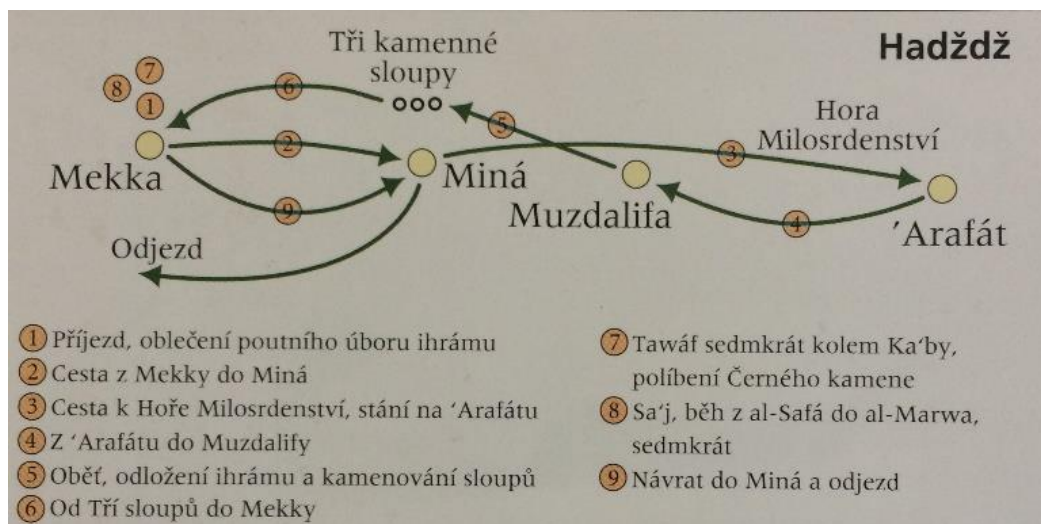 Hadždž
Tři kamenné
sloupy
7
8
1
6
5
Hora
Milosrdenství
2
3
Mekka
Miná
9
Muzdalifa
4
´Arafát
Odjezd
1 Příjezd, oblečení poutního úboru ihrámu
2 Cesta z Mekky do Miná
3 Cesta k Hoře Milosrdenství, stání na ‘Arafátu
4 Z ‘Arafátu do Muzdalify
5 Oběť, odložení ihrámu a kamenování sloupů
6 Od Tří sloupů do Mekky
7 Tawáf sedmkrát kolem Ka‘by,
políbení Černého kamene
8 Sa‘j, běh z al-Safá do al-Marwa,
sedmkrát
9 Návrat do Miná a odjezd